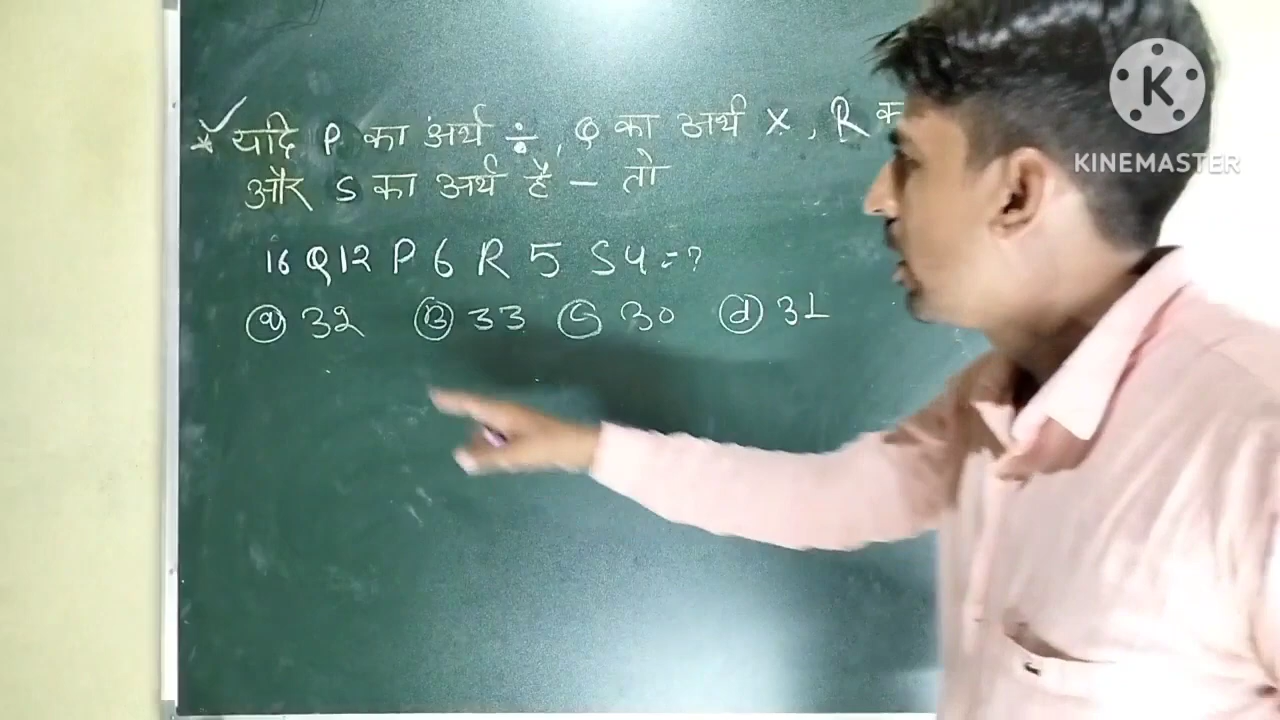 * यदि P का अर्थ ÷, Q का अर्थ ×, R क
और S का अर्थ है – तो
16 Q 12 P 6 R 5 S 4 = ?
(a) 32 (B) 33 (C) 30 (d) 31
K
KINEMASTER